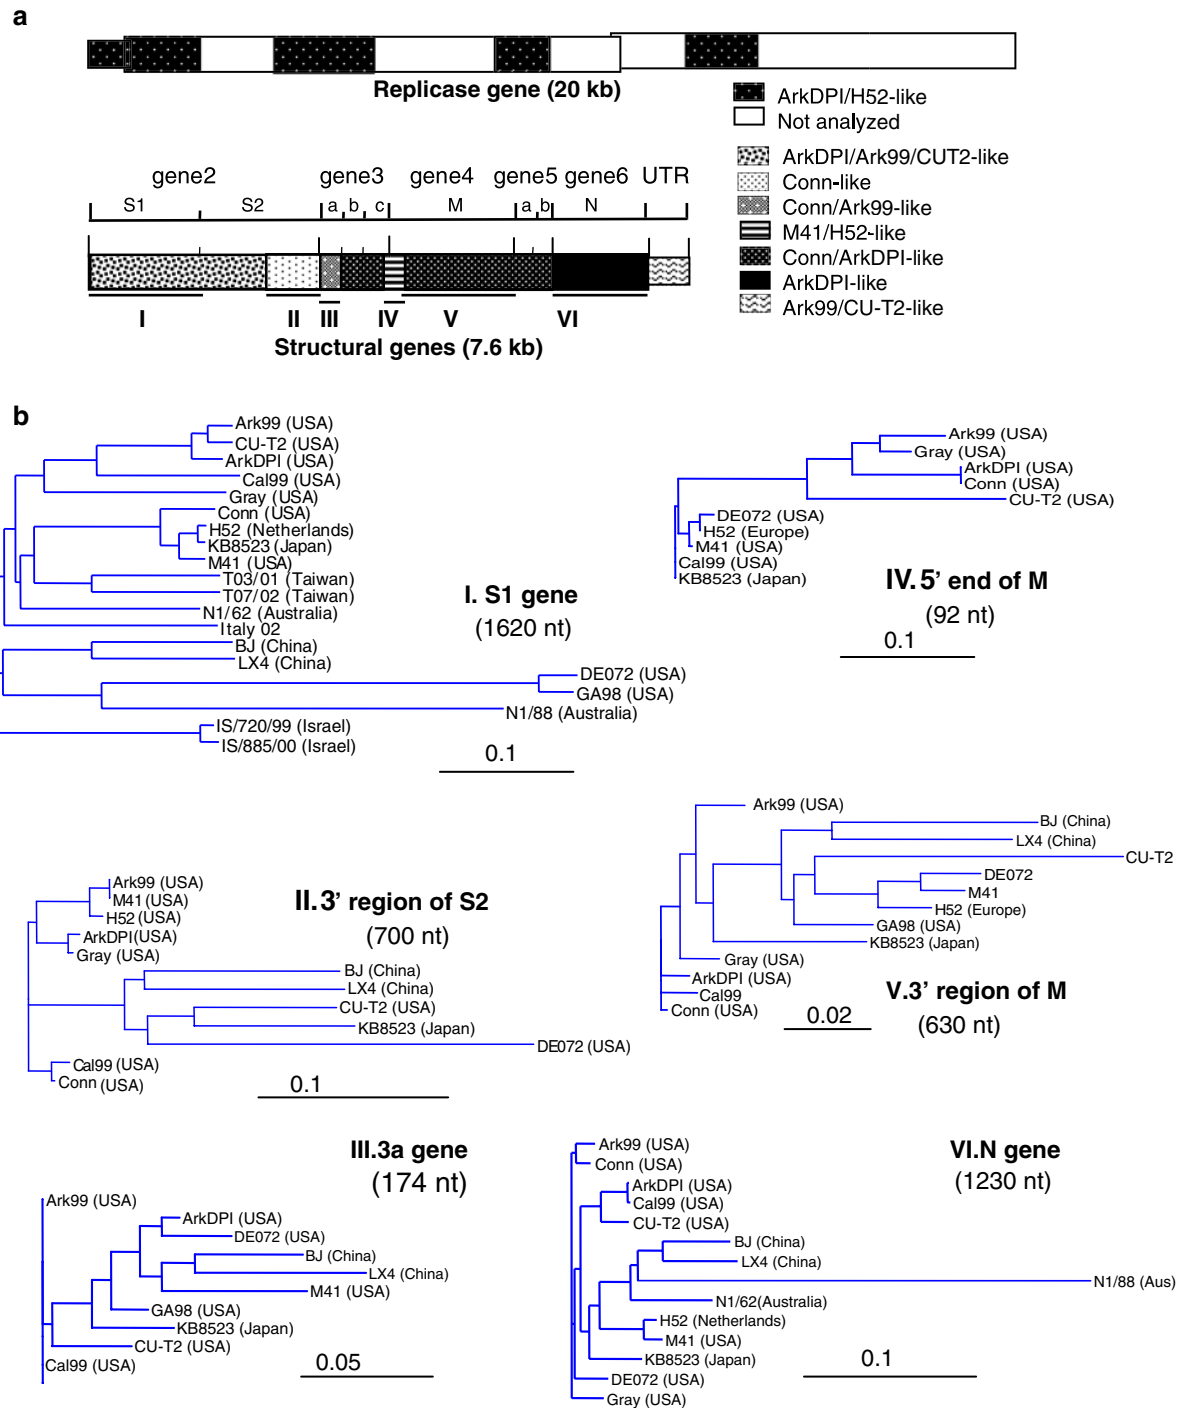 a
Replicase gene (20 kb)
ArkDPI/H52-like
Not analyzed
ArkDPI/Ark99/CUT2-like
Conn-like
Conn/Ark99-like
M41/H52-like
Conn/ArkDPI-like
ArkDPI-like
Ark99/CU-T2-like
gene2 gene3 gene4 gene5 gene6 UTR
S1 S2 a b c M a b N
I II III IV V VI
Structural genes (7.6 kb)
b
Ark99 (USA)
CU-T2 (USA)
ArkDPI (USA)
Cal99 (USA)
Gray (USA)
Conn (USA)
H52 (Netherlands)
KB8523 (Japan)
M41 (USA)
T03/01 (Taiwan)
T07/02 (Taiwan)
N1/62 (Australia)
Italy 02
BJ (China)
LX4 (China)
DE072 (USA)
GA98 (USA)
N1/88 (Australia)
IS/720/99 (Israel)
IS/885/00 (Israel)
I. S1 gene
(1620 nt)
0.1
Ark99 (USA)
Gray (USA)
ArkDPI (USA)
Conn (USA)
CU-T2 (USA)
DE072 (USA)
H52 (Europe)
M41 (USA)
Cal99 (USA)
KB8523 (Japan)
IV. 5' end of M
(92 nt)
0.1
Ark99 (USA)
M41 (USA)
H52 (USA)
ArkDPI(USA)
Gray (USA)
BJ (China)
LX4 (China)
CU-T2 (USA)
KB8523 (Japan)
DE072 (USA)
Cal99 (USA)
Conn (USA)
II. 3' region of S2
(700 nt)
0.1
Ark99 (USA)
BJ (China)
LX4 (China)
CU-T2
DE072
M41
H52 (Europe)
GA98 (USA)
KB8523 (Japan)
Gray (USA)
ArkDPI (USA)
Cal99
Conn (USA)
V.3' region of M
(630 nt)
0.02
III.3a gene
(174 nt)
Ark99 (USA)
ArkDPI (USA)
DE072 (USA)
BJ (China)
LX4 (China)
M41 (USA)
GA98 (USA)
KB8523 (Japan)
CU-T2 (USA)
Cal99 (USA)
0.05
VI.N gene
(1230 nt)
Ark99 (USA)
Conn (USA)
ArkDPI (USA)
Cal99 (USA)
CU-T2 (USA)
BJ (China)
LX4 (China)
N1/88 (Aus)
N1/62(Australia)
H52 (Netherlands)
M41 (USA)
KB8523 (Japan)
DE072 (USA)
Gray (USA)
0.1